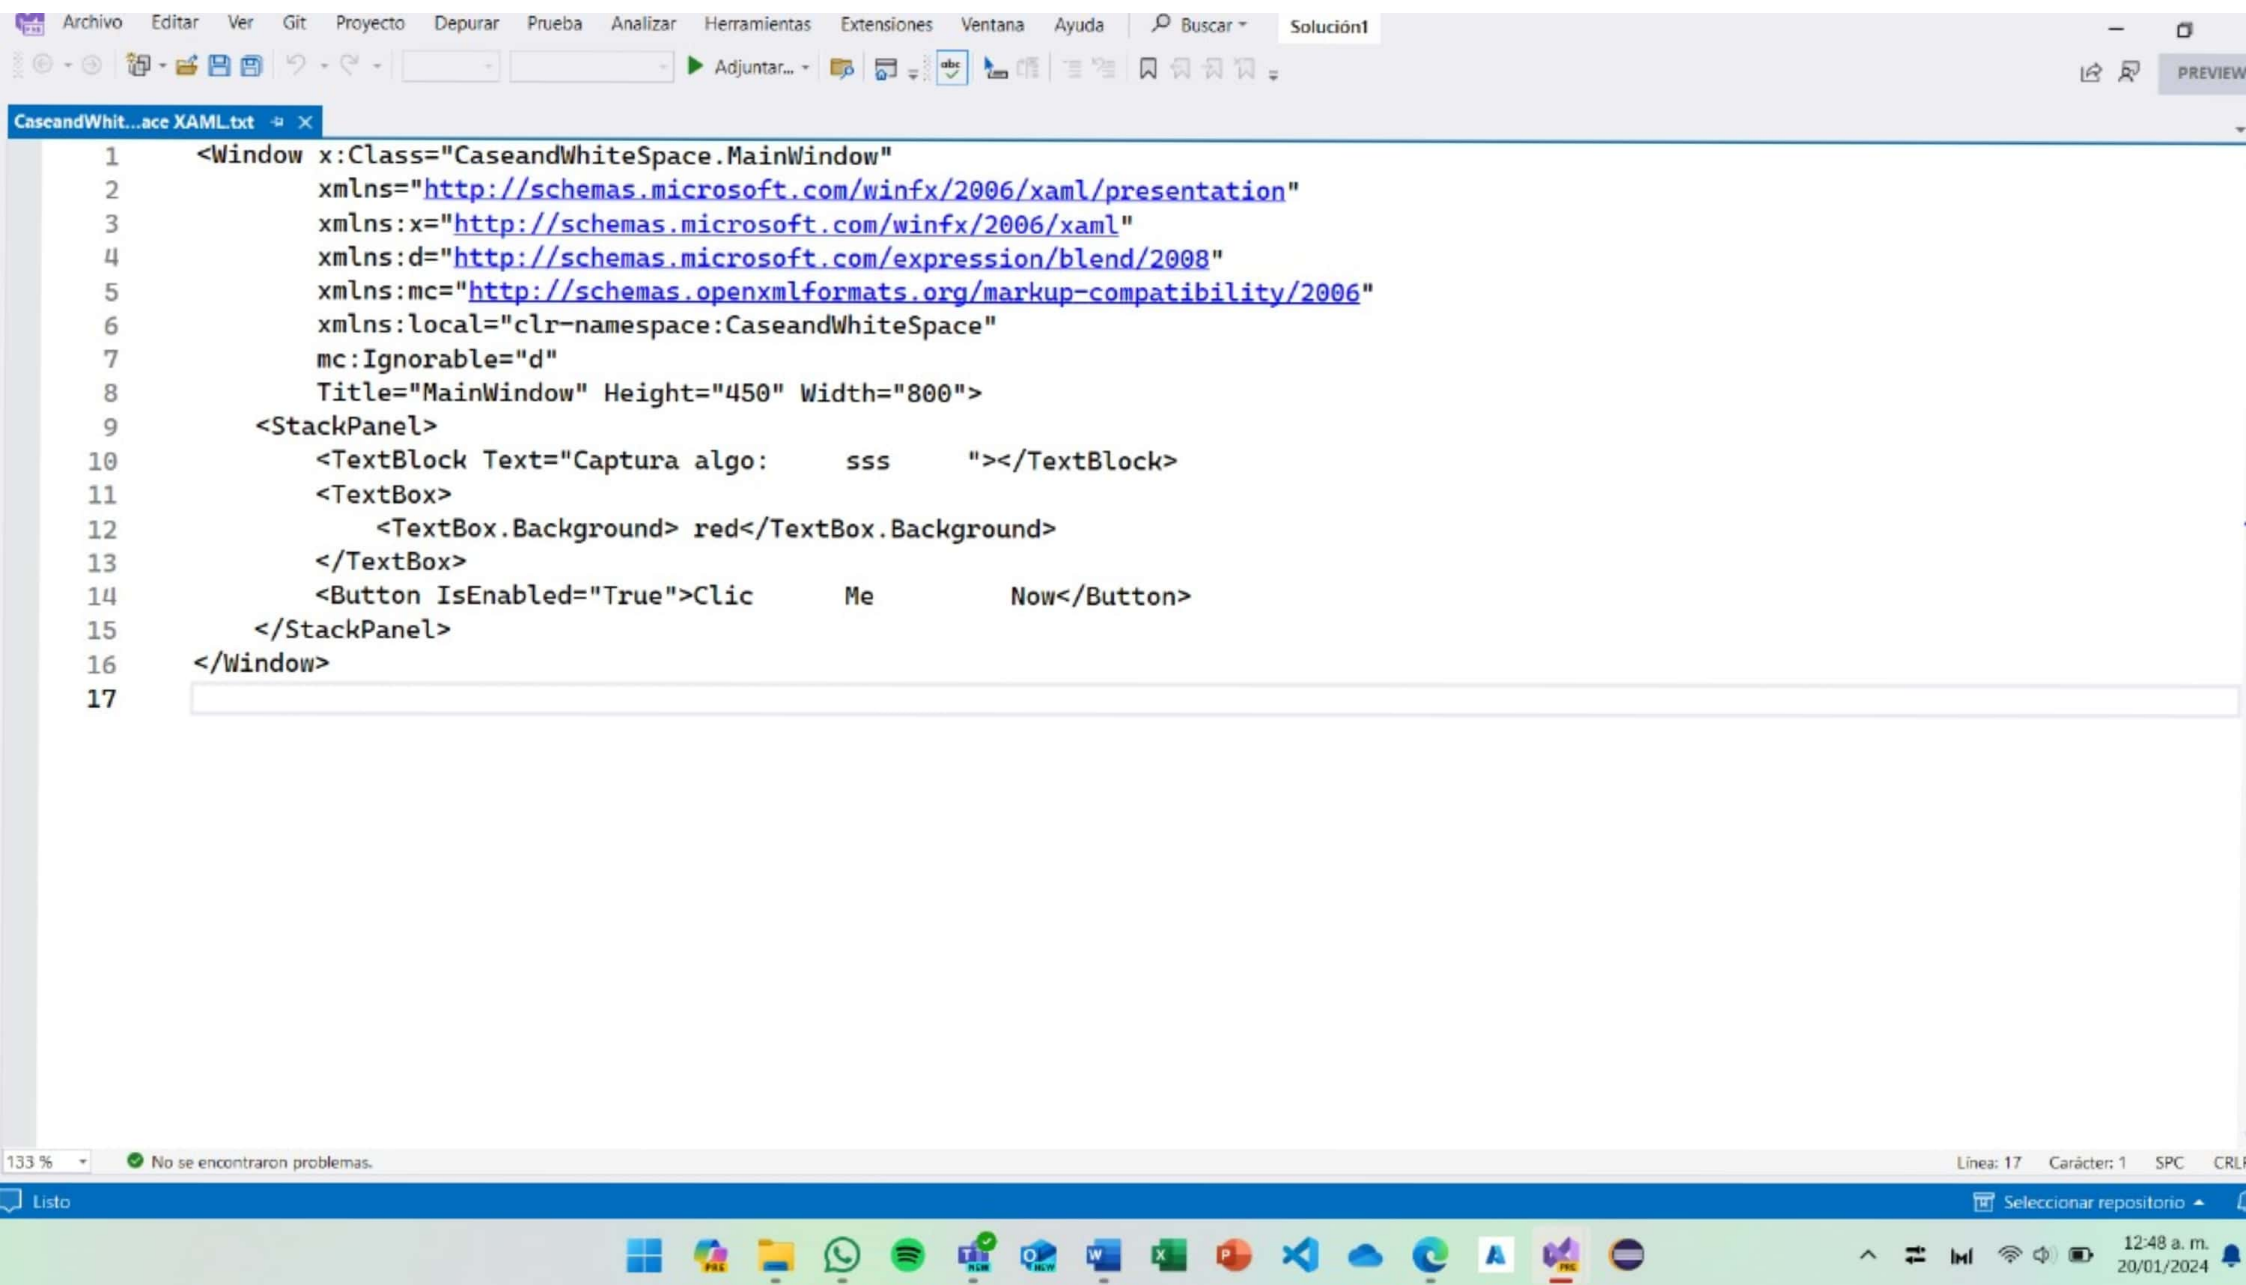 Archivo Editar Ver Git Proyecto Depurar Prueba Analizar Herramientas Extensiones Ventana Ayuda Buscar Solución1
Adjuntar... abc PREVIEW
CaseandWhit...ace XAML.txt
1 <Window x:Class="CaseandWhiteSpace.MainWindow"
2 xmlns="http://schemas.microsoft.com/winfx/2006/xaml/presentation"
3 xmlns:x="http://schemas.microsoft.com/winfx/2006/xaml"
4 xmlns:d="http://schemas.microsoft.com/expression/blend/2008"
5 xmlns:mc="http://schemas.openxmlformats.org/markup-compatibility/2006"
6 xmlns:local="clr-namespace:CaseandWhiteSpace"
7 mc:Ignorable="d"
8 Title="MainWindow" Height="450" Width="800">
9 <StackPanel>
10 <TextBlock Text="Captura algo:     sss     "></TextBlock>
11 <TextBox>
12 <TextBox.Background> red</TextBox.Background>
13 </TextBox>
14 <Button IsEnabled="True">Clic      Me         Now</Button>
15 </StackPanel>
16 </Window>
17
133 % No se encontraron problemas. Línea: 17 Carácter: 1 SPC
Listo Seleccionar repositorio
12:48 a. m.
20/01/2024